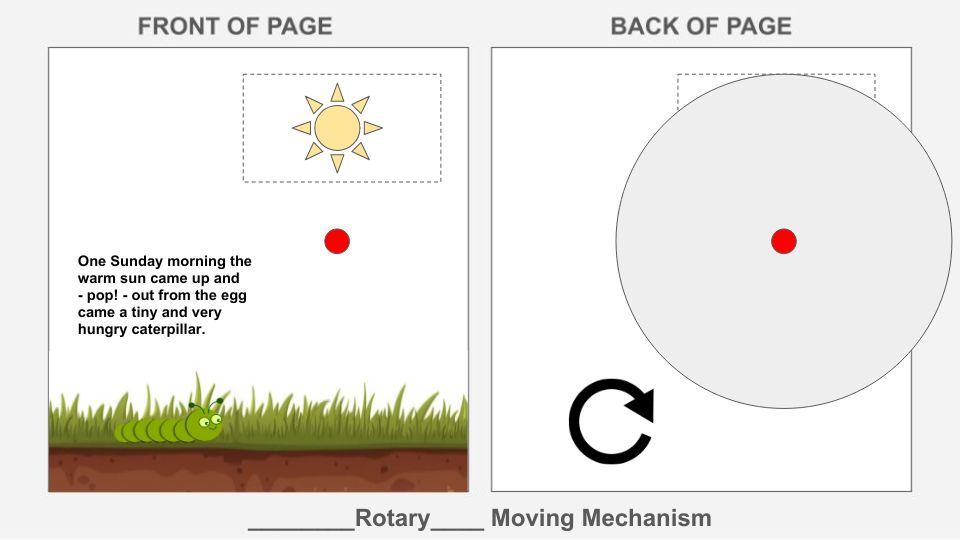 FRONT OF PAGE
BACK OF PAGE
One Sunday morning the
warm sun came up and
- pop! - out from the egg
came a tiny and very
hungry caterpillar.
________Rotary____ Moving Mechanism